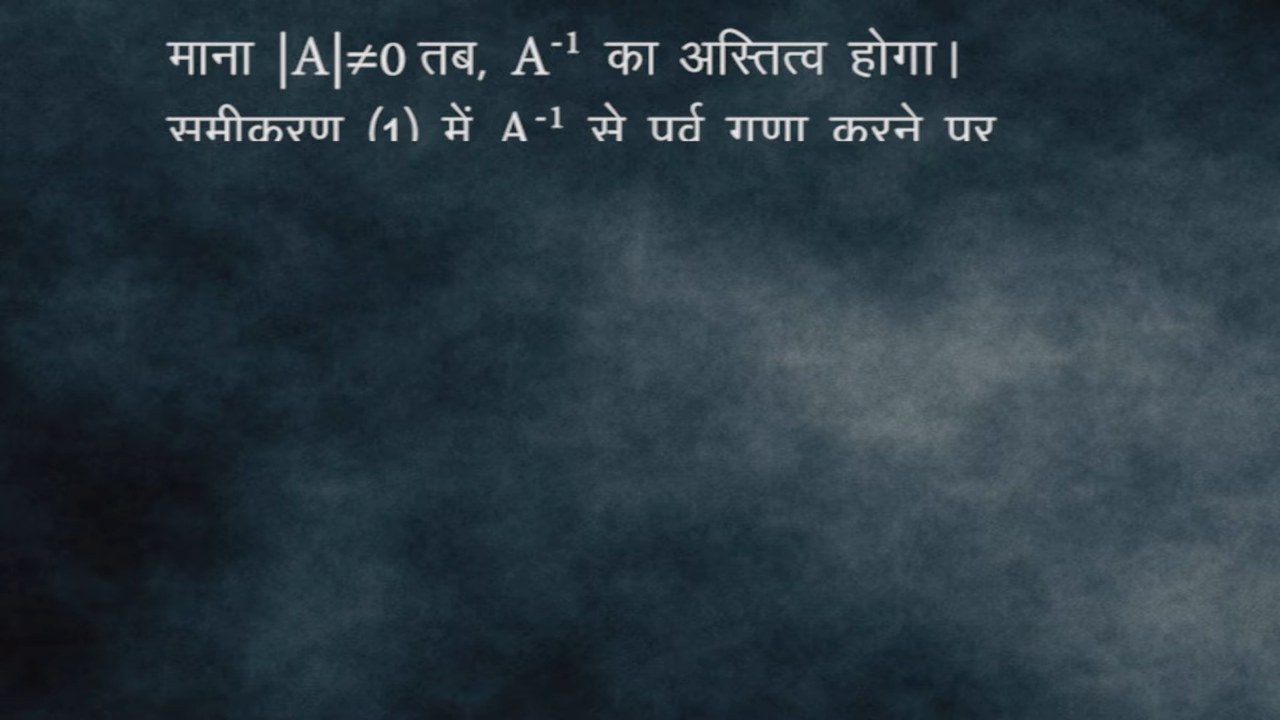 माना |A|≠0 तब, A⁻¹ का अस्तित्व होगा।
समीकरण (1) में A⁻¹ से पूर्व गुणा करने पर